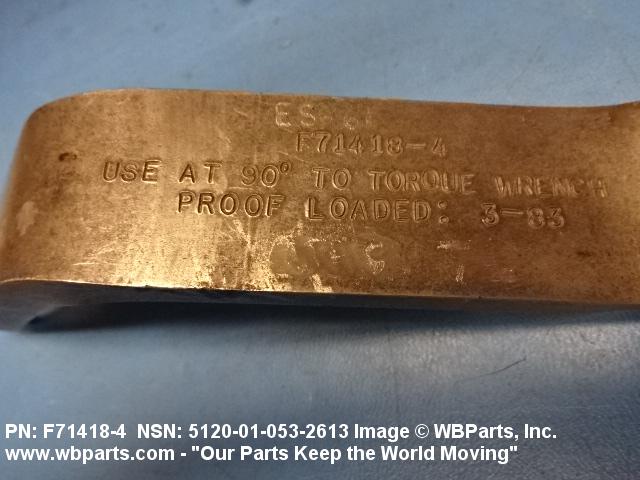 F71418-4
USE AT 90° TO TORQUE WRENCH
PROOF LOADED: 3-83
PN: F71418-4 NSN: 5120-01-053-2613 Image © WBParts, Inc.
www.wbparts.com - "Our Parts Keep the World Moving"